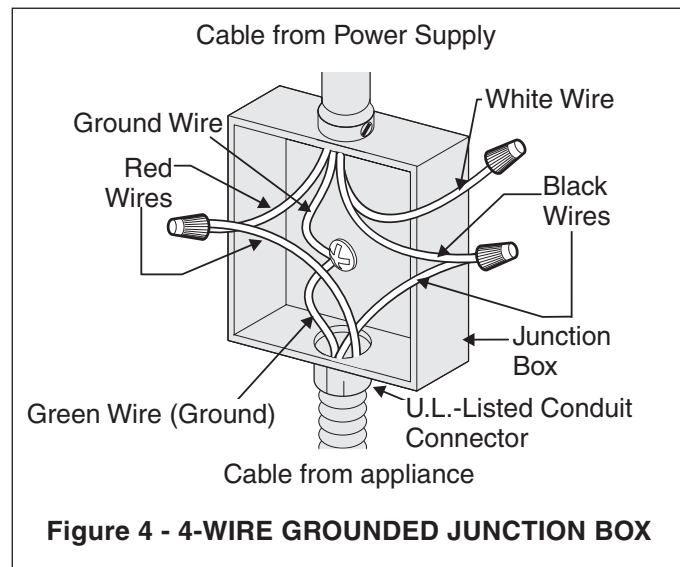 Cable from Power Supply
White Wire
Ground Wire
Red
Wires
Black
Wires
Junction
Box
Green Wire (Ground)
U.L.-Listed Conduit
Connector
Cable from appliance
Figure 4 - 4-WIRE GROUNDED JUNCTION BOX